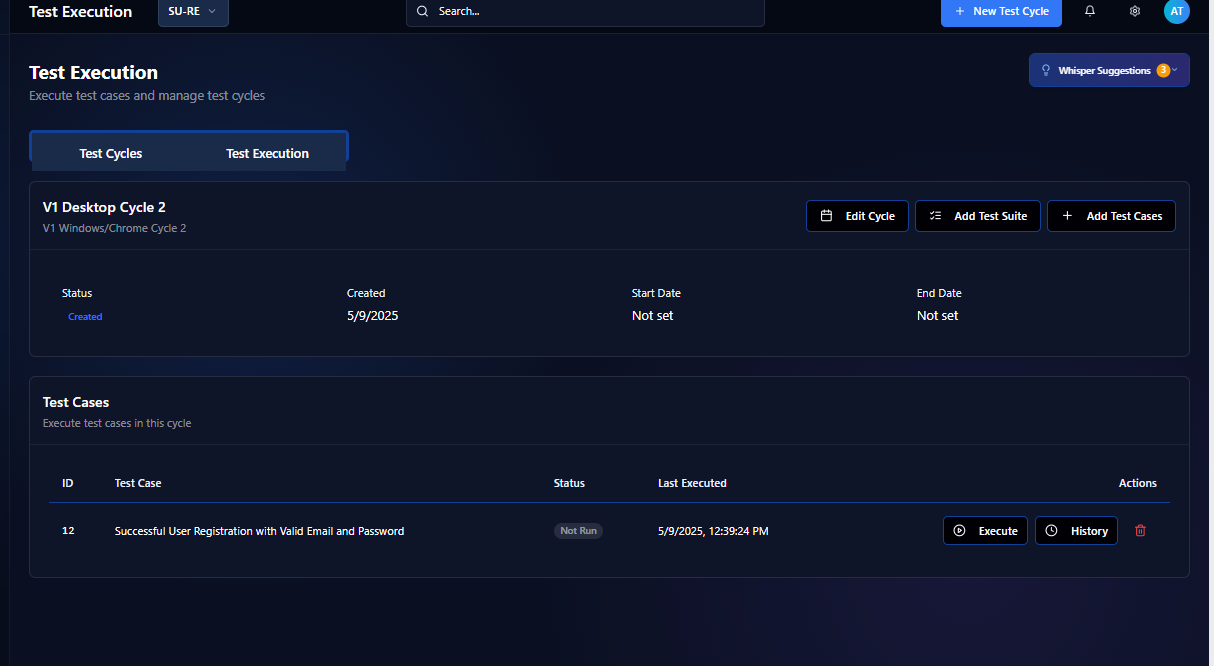 Test Execution SU-RE Search... + New Test Cycle AT
Test Execution
Whisper Suggestions 3
Execute test cases and manage test cycles
Test Cycles Test Execution
V1 Desktop Cycle 2
V1 Windows/Chrome Cycle 2
Edit Cycle Add Test Suite + Add Test Cases
Status Created Start Date End Date
Created 5/9/2025 Not set Not set
Test Cases
Execute test cases in this cycle
ID Test Case Status Last Executed Actions
12 Successful User Registration with Valid Email and Password Not Run 5/9/2025, 12:39:24 PM Execute History